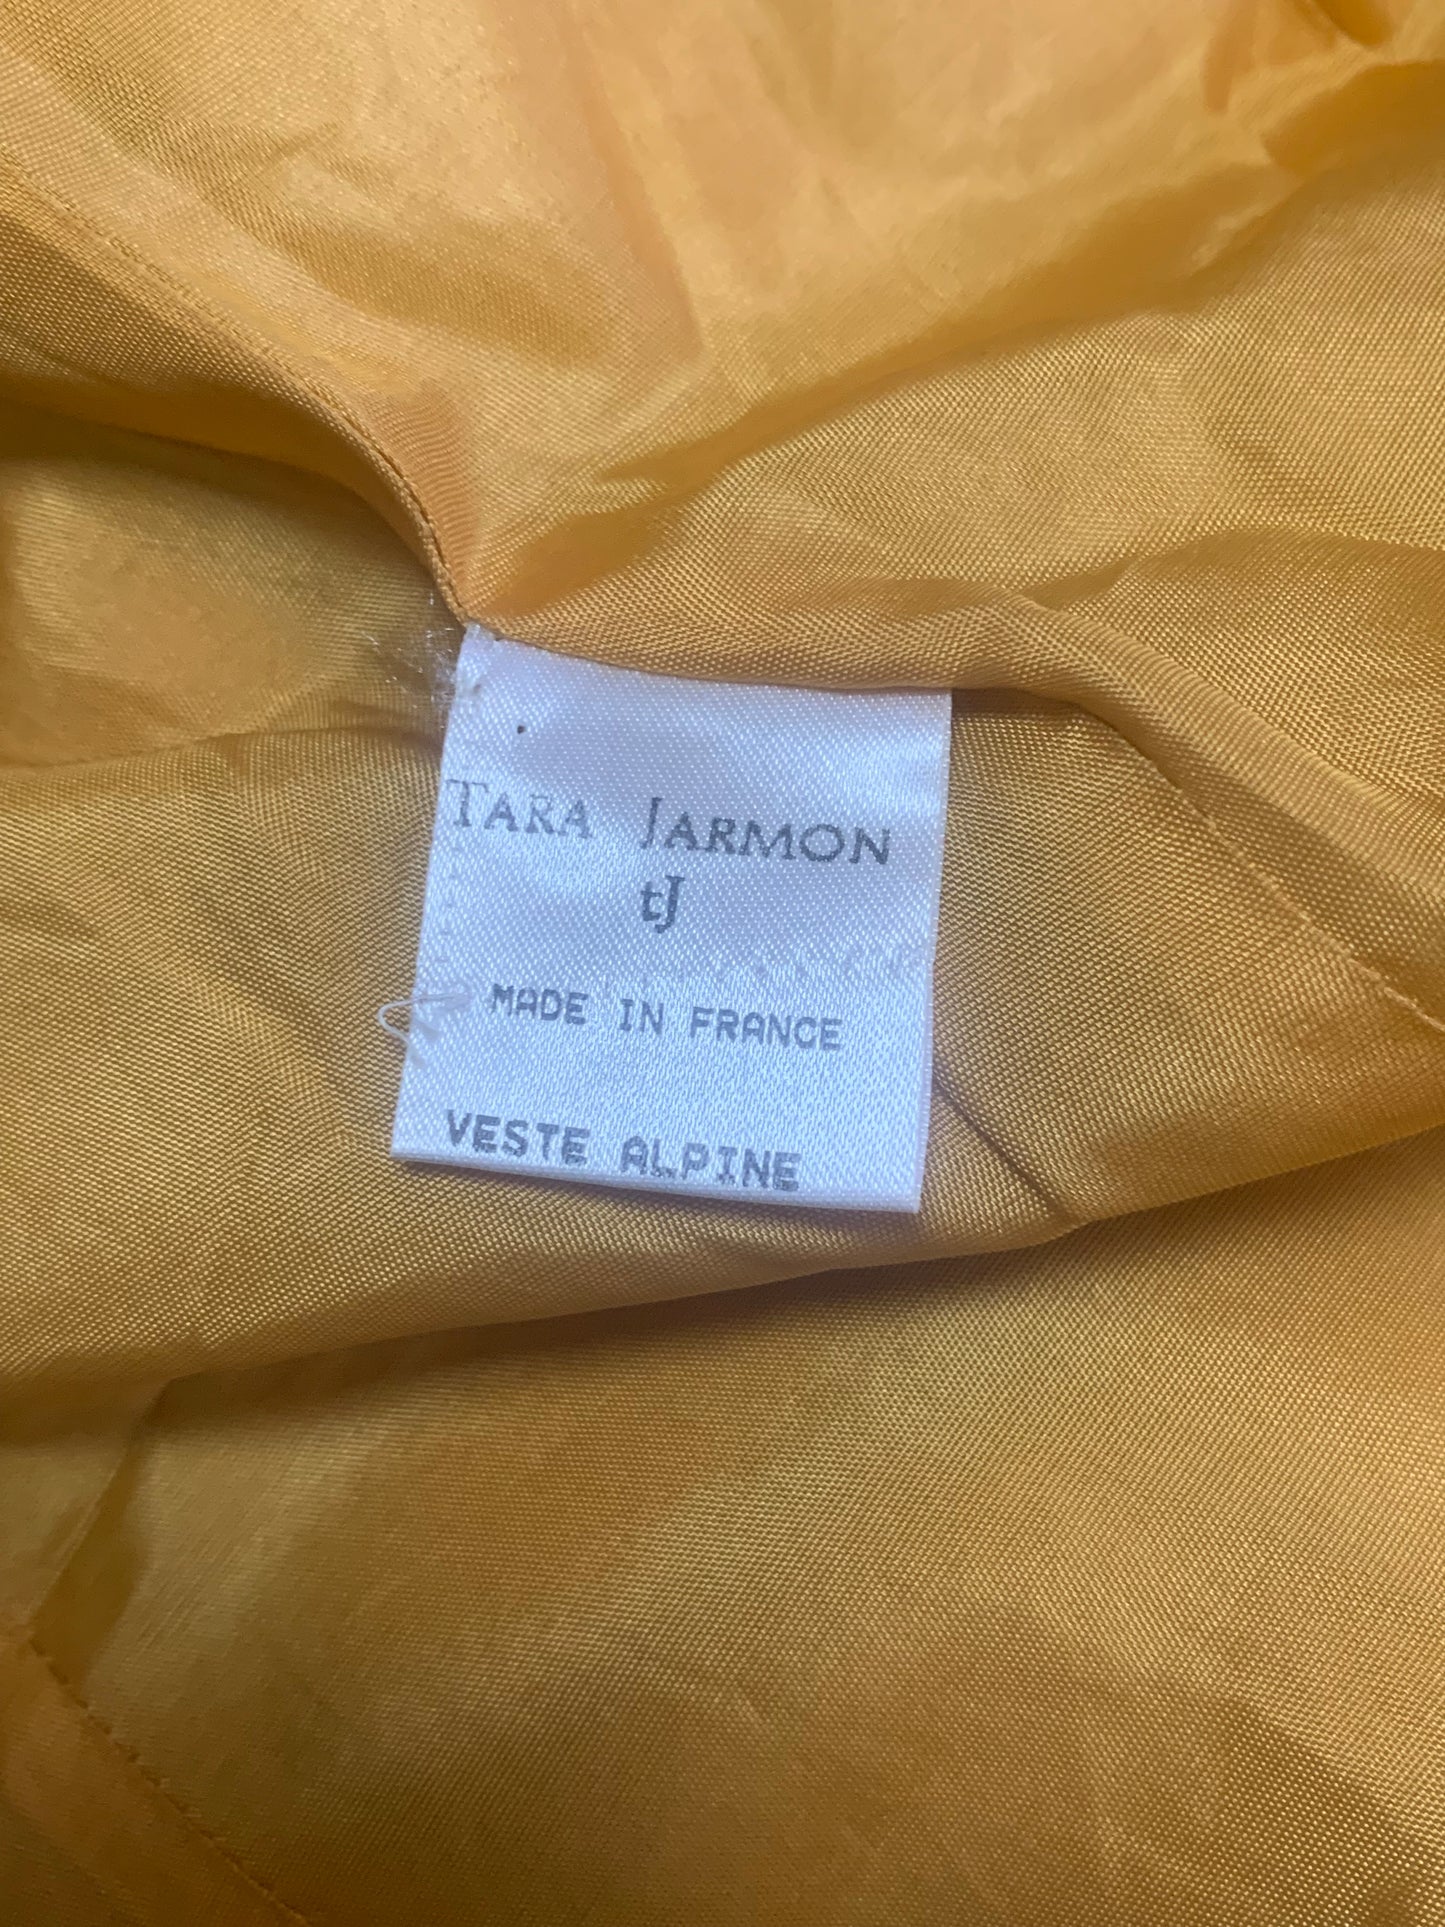 TARA JARMON
tJ
MADE IN FRANCE
VESTE ALPINE